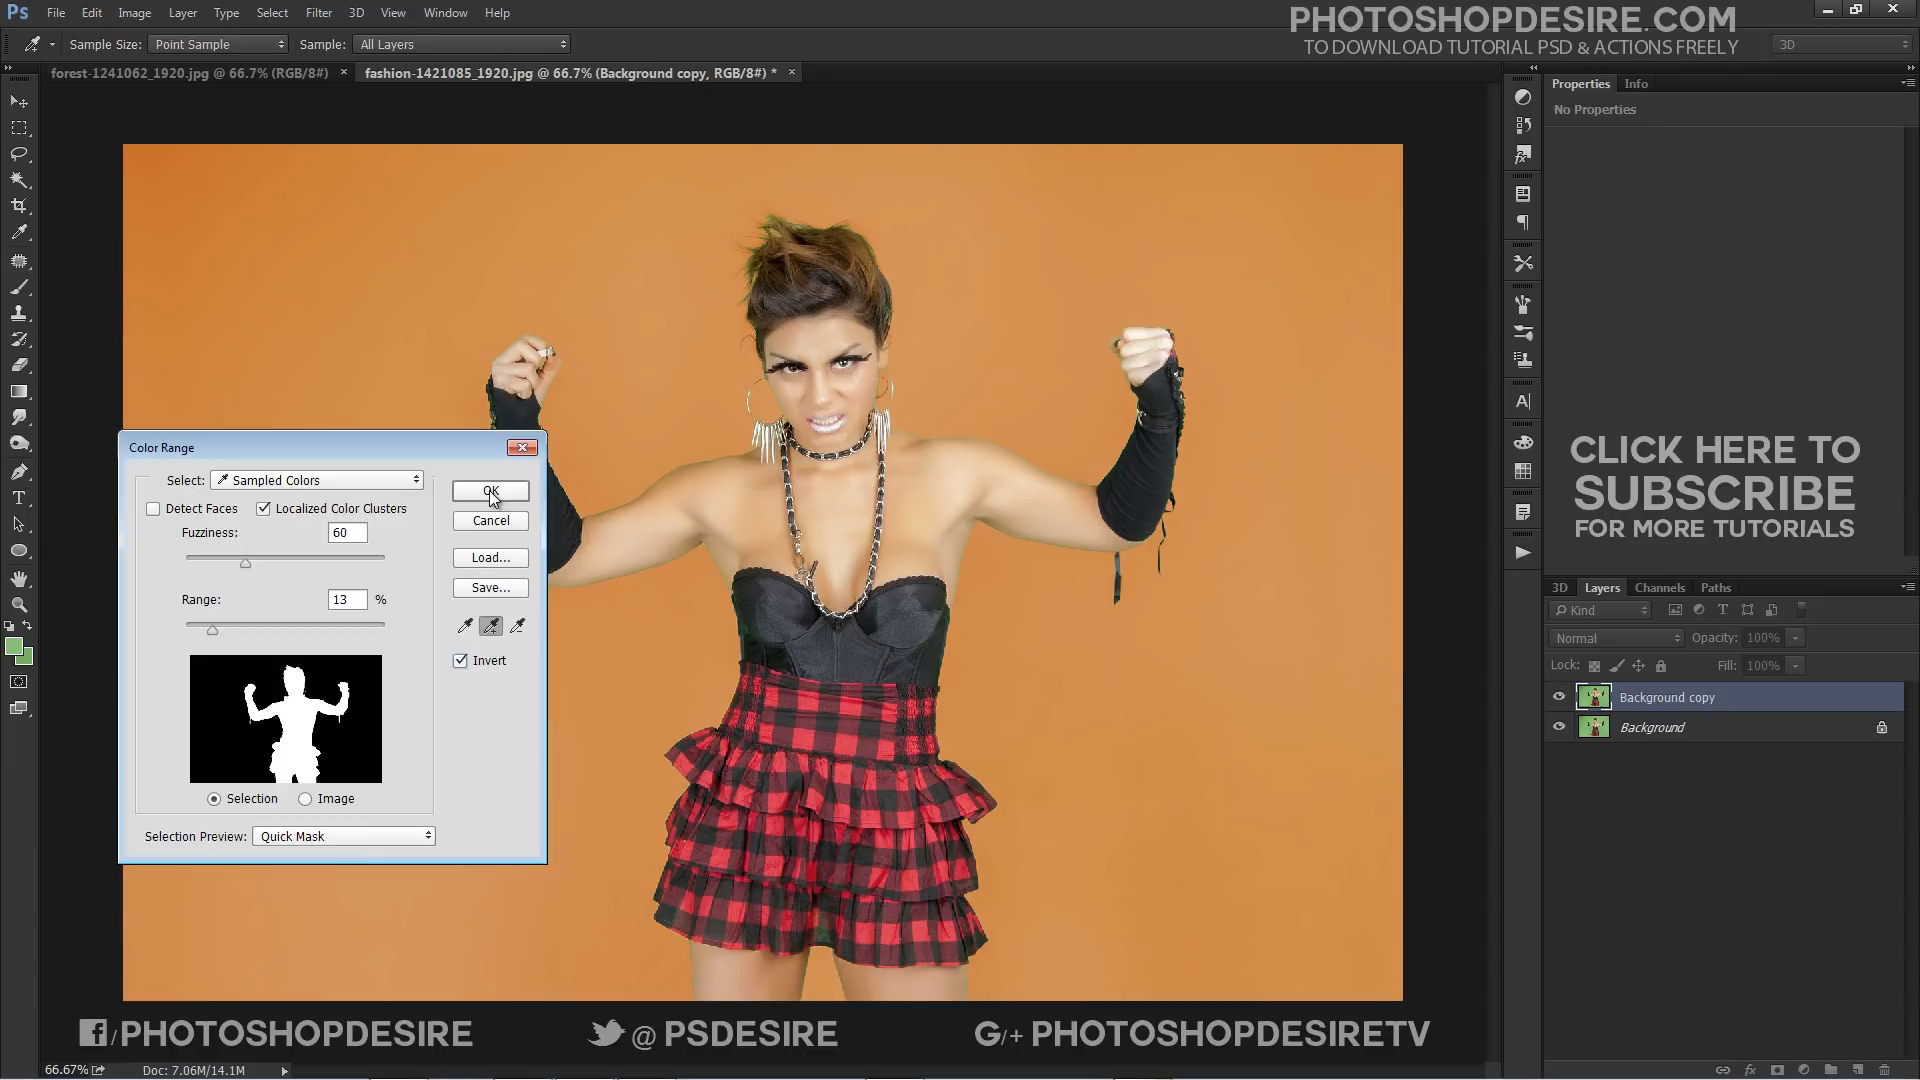 Ps File Edit Image Layer Type Select Filter 3D View Window Help
PHOTOSHOPDESIRE.COM
TO DOWNLOAD TUTORIAL PSD & ACTIONS FREELY
Sample Size: Point Sample Sample: All Layers 3D
forest-1241062_1920.jpg @ 66.7% (RGB/8#) × fashion-1421085_1920.jpg @ 66.7% (Background copy, RGB/8#) * ×
Properties Info
No Properties
Color Range
Select: Sampled Colors
OK
Detect Faces Localized Color Clusters
Cancel
Fuzziness: 60
Load...
Save...
Range: 13 %
Invert
Selection Image
Selection Preview: Quick Mask
CLICK HERE TO
SUBSCRIBE
FOR MORE TUTORIALS
3D Layers Channels Paths
Kind
Normal Opacity: 100%
Lock: Fill: 100%
Background copy
Background
f/PHOTOSHOPDESIRE @ PSDESIRE G/+ PHOTOSHOPDESIRETV
66.67% Doc: 7.06M/14.1M